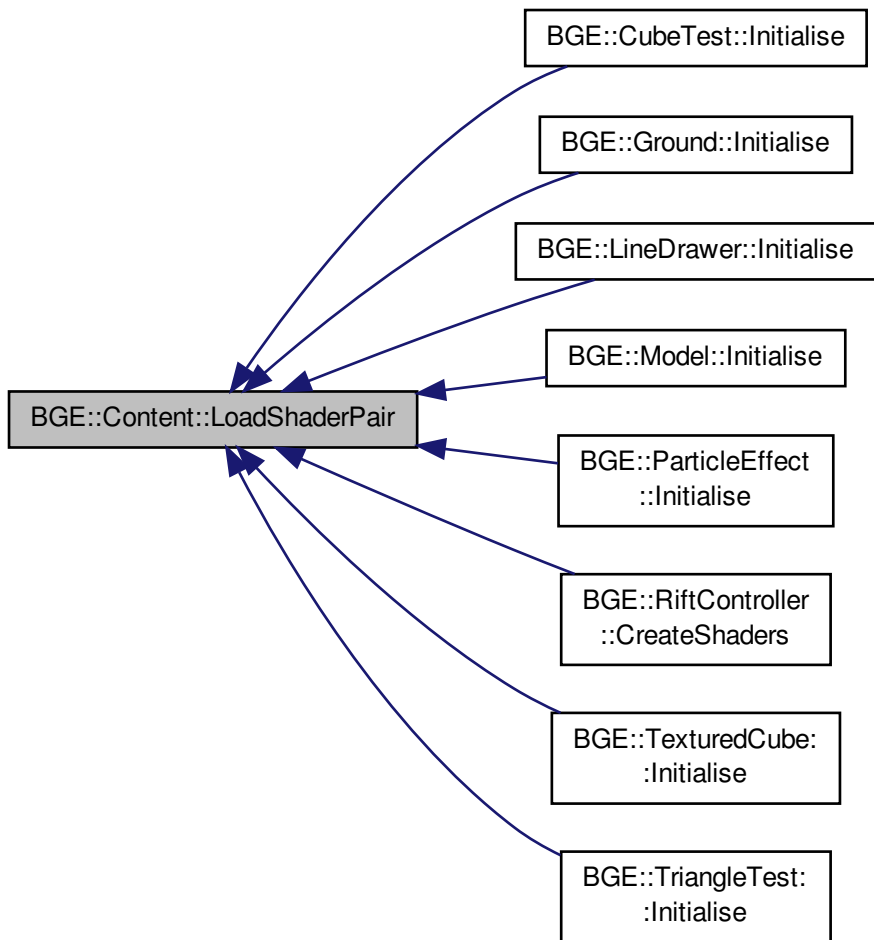 BGE::CubeTest::Initialise
BGE::Ground::Initialise
BGE::LineDrawer::Initialise
BGE::Model::Initialise
BGE::Content::LoadShaderPair
BGE::ParticleEffect
::Initialise
BGE::RiftController
::CreateShaders
BGE::TexturedCube:
:Initialise
BGE::TriangleTest:
:Initialise